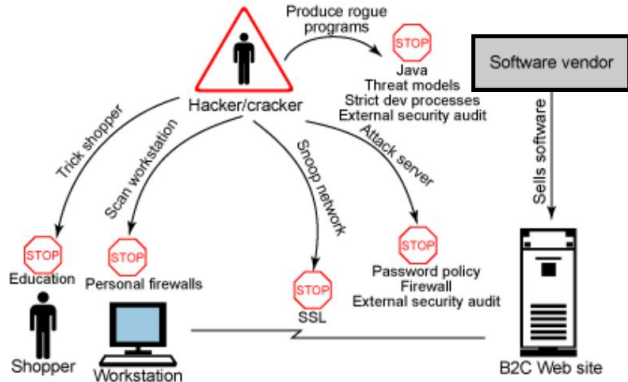 Produce rogue
programs
STOP
Java
Threat models
Strict dev processes
External security audit
Software vendor
Hacker/cracker
Trick shopper
Scan workstation
Snoop network
Attack server
Sells software
STOP
Education
STOP
Personal firewalls
STOP
SSL
STOP
Password policy
Firewall
External security audit
Shopper
Workstation
B2C Web site